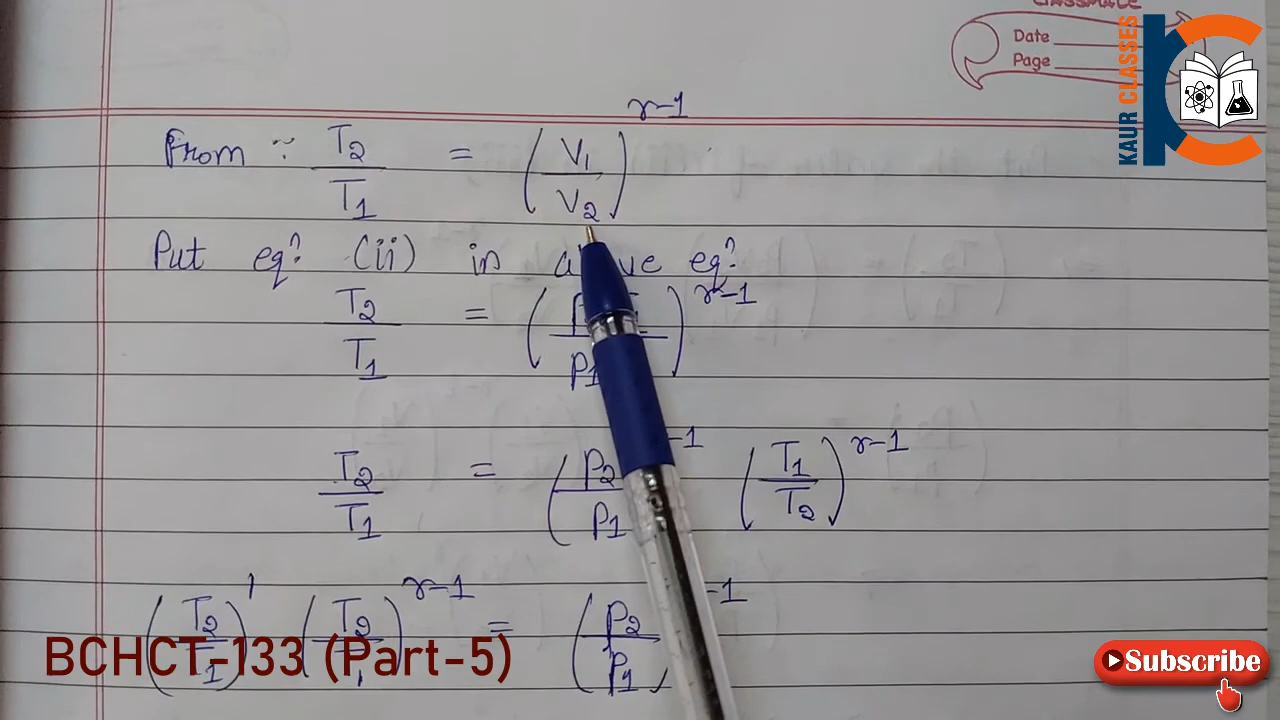 CLASSMATE
Date
Page
KAUR CLASSES
From ∵ T2/T1 = (V1/V2)^r-1
Put eq? (ii) in above eq?
T2/T1 = (P1)^r-1
T2/T1 = (P2/P1 -1 (T1/T2)^r-1
(T2/T1)^1 (T2)^r-1 = (P2/P1) -1
BCHCT-133 (Part-5)
Subscribe